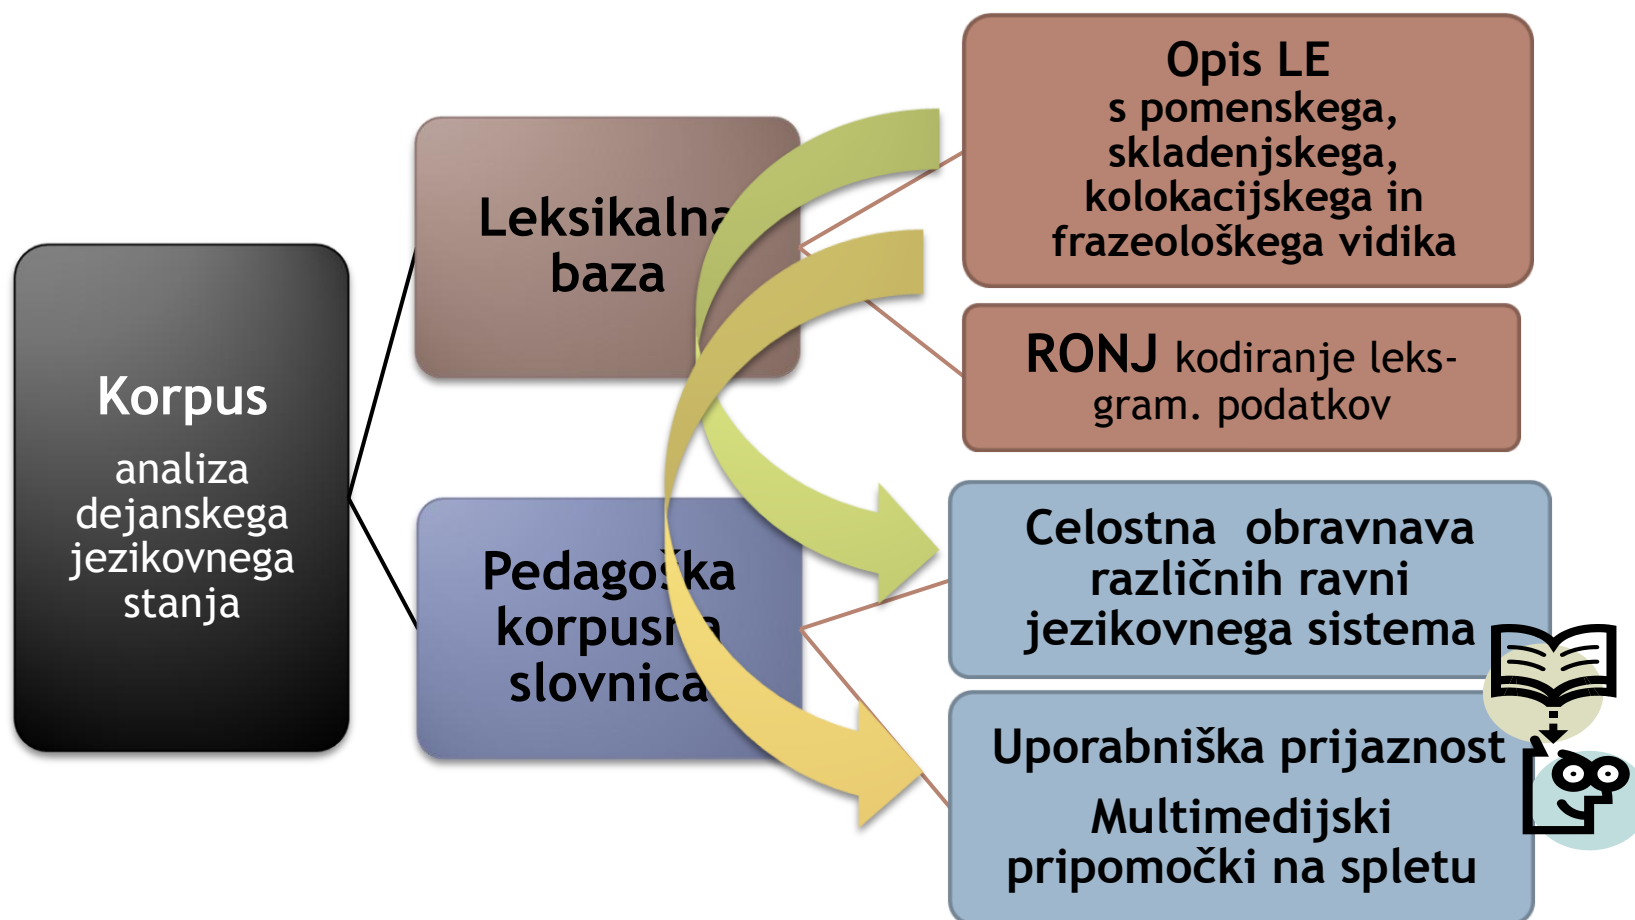 Korpus
analiza
dejanskega
jezikovnega
stanja
Leksikalna
baza
Pedagoška
korpusna
slovnica
Opis LE
s pomenskega,
skladenjskega,
kolokacijskega in
frazeološkega vidika
RONJ kodiranje leks-
gram. podatkov
Celostna obravnava
različnih ravni
jezikovnega sistema
Uporabniška prijaznost
Multimedijski
pripomočki na spletu